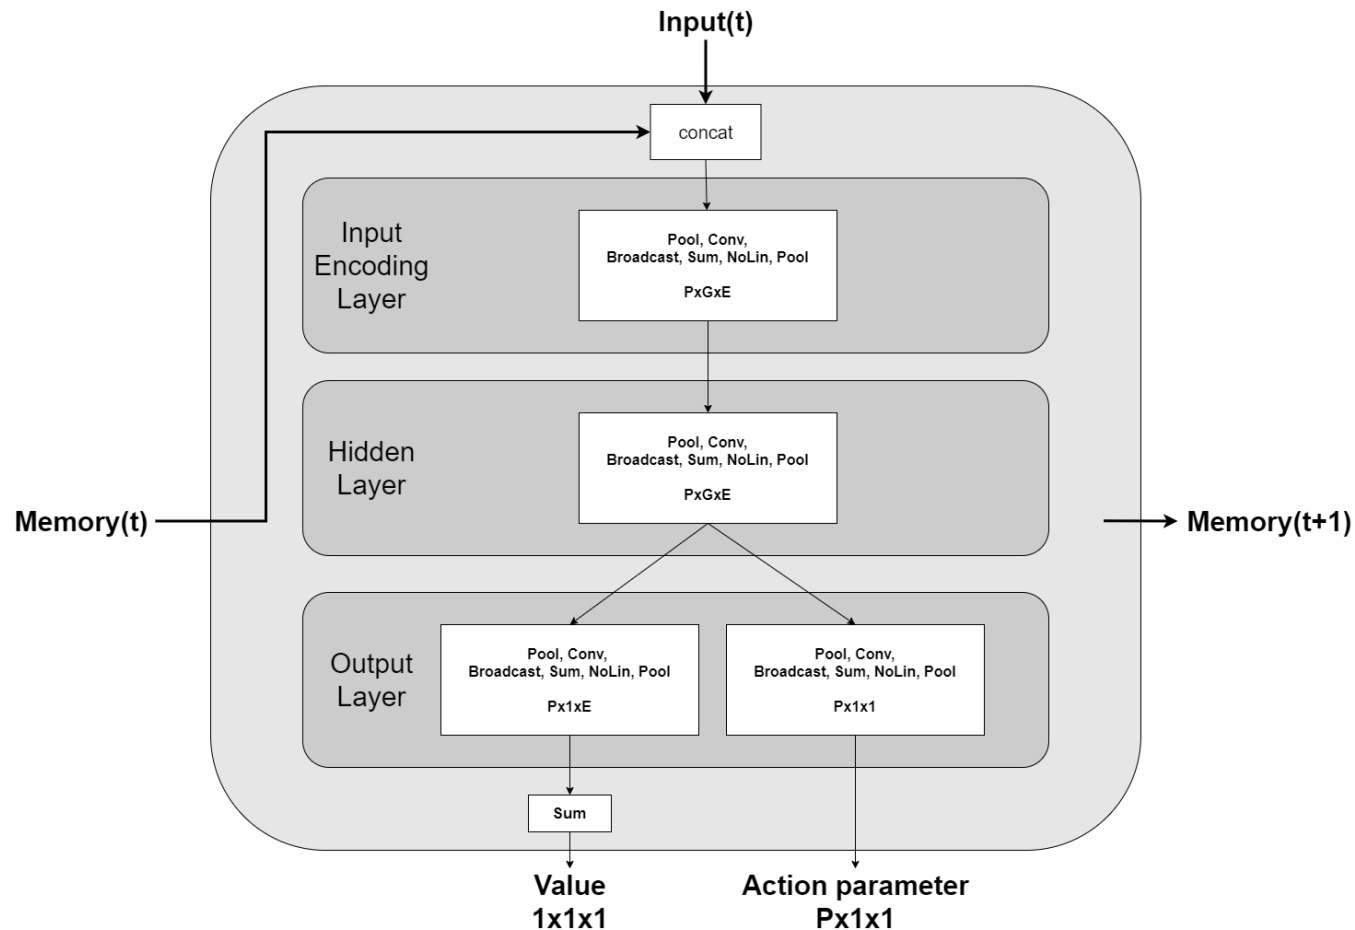 Input(t)
concat
Input
Encoding
Layer
Pool, Conv,
Broadcast, Sum, NoLin, Pool
PxGxE
Hidden
Layer
Pool, Conv,
Broadcast, Sum, NoLin, Pool
PxGxE
Memory(t)
Memory(t+1)
Output
Layer
Pool, Conv,
Broadcast, Sum, NoLin, Pool
Px1xE
Pool, Conv,
Broadcast, Sum, NoLin, Pool
Px1x1
Sum
Value
1x1x1
Action parameter
Px1x1